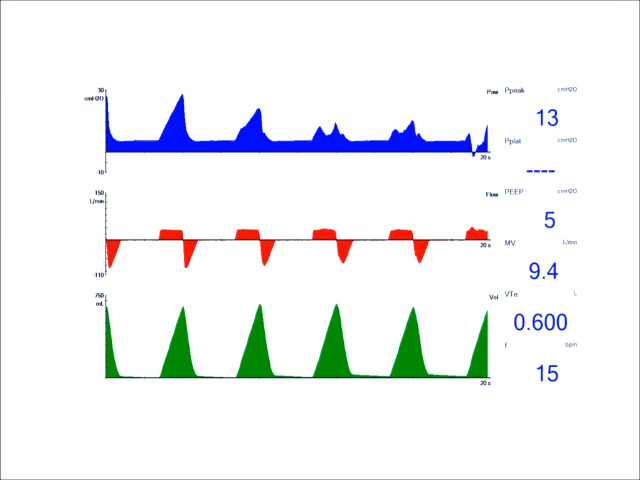 30
cmH2O
-10
Paw
20 s
Ppeak cmH2O
13
Pplat cmH2O
----
150
L/min
-110
Flow
20 s
PEEP cmH2O
5
MV L/min
9.4
750
mL
Vol
20 s
VTe L
0.600
f bpm
15